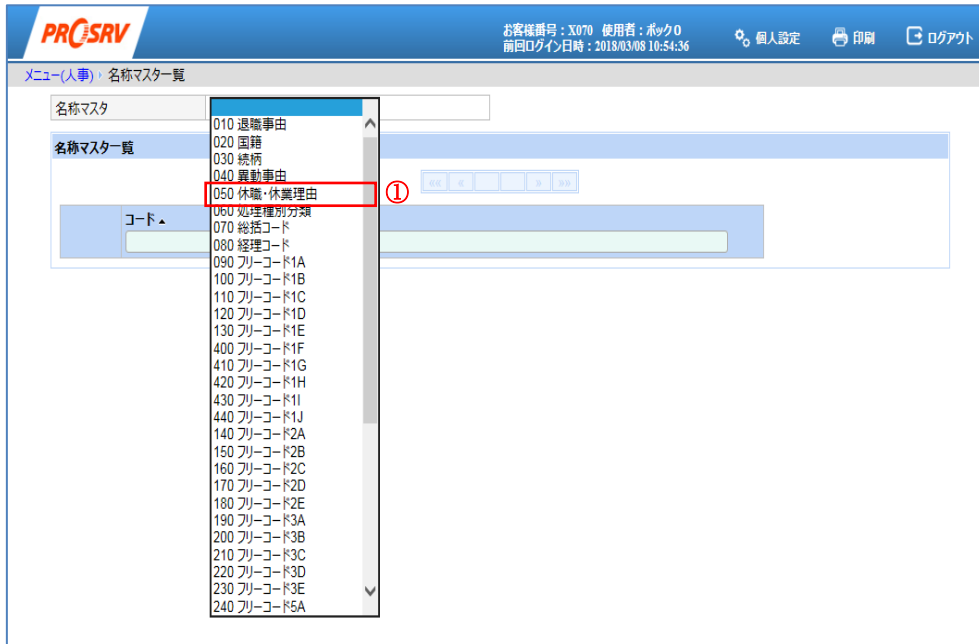 PROSRV
お客様番号：X070 使用者：ボック０
前回ログイン日時：2018/03/08 10:54:36
個人設定
印刷
ログアウト
メニュー(人事) › 名称マスター覧
名称マスタ
名称マスター覧
«« « » »»
コード▲
010 退職事由
020 国籍
030 続柄
040 異動事由
050 休職・休業理由
①
060 処理種別分類
070 総括コード
080 経理コード
090 フリーコード1A
100 フリーコード1B
110 フリーコード1C
120 フリーコード1D
130 フリーコード1E
400 フリーコード1F
410 フリーコード1G
420 フリーコード1H
430 フリーコード1I
440 フリーコード1J
140 フリーコード2A
150 フリーコード2B
160 フリーコード2C
170 フリーコード2D
180 フリーコード2E
190 フリーコード3A
200 フリーコード3B
210 フリーコード3C
220 フリーコード3D
230 フリーコード3E
240 フリーコード5A